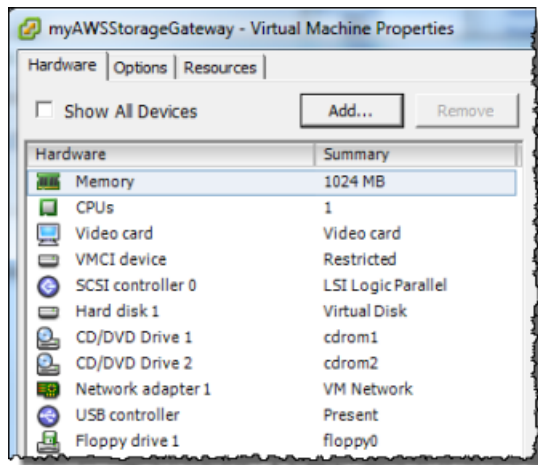 myAWSStorageGateway - Virtual Machine Properties
Hardware Options Resources
Show All Devices Add... Remove
Hardware Summary
Memory 1024 MB
CPUs 1
Video card Video card
VMCI device Restricted
SCSI controller 0 LSI Logic Parallel
Hard disk 1 Virtual Disk
CD/DVD Drive 1 cdrom1
CD/DVD Drive 2 cdrom2
Network adapter 1 VM Network
USB controller Present
Floppy drive 1 floppy0